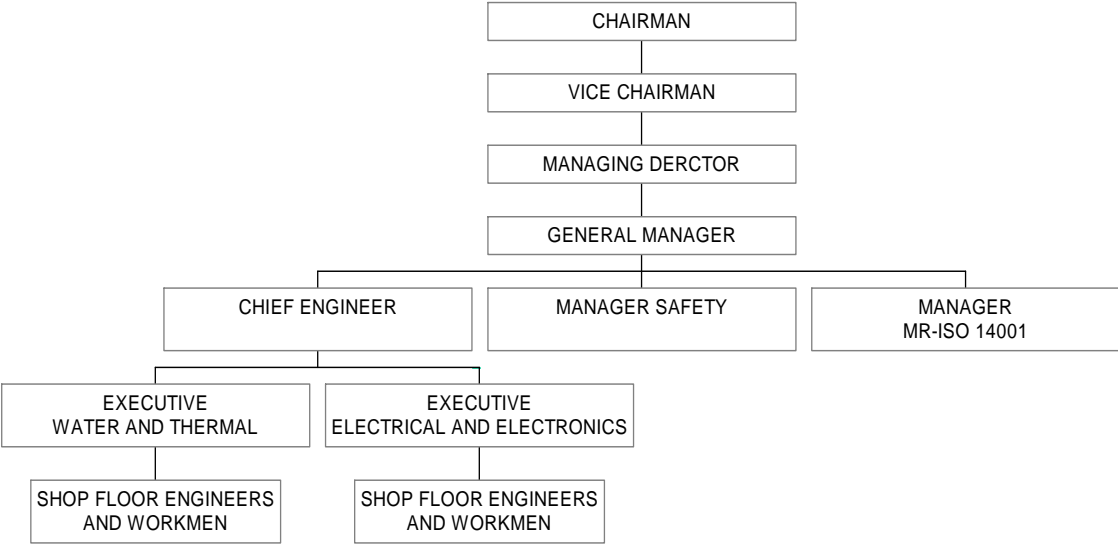 CHAIRMAN
VICE CHAIRMAN
MANAGING DERCTOR
GENERAL MANAGER
CHIEF ENGINEER
MANAGER SAFETY
MANAGER
MR-ISO 14001
EXECUTIVE
WATER AND THERMAL
EXECUTIVE
ELECTRICAL AND ELECTRONICS
SHOP FLOOR ENGINEERS
AND WORKMEN
SHOP FLOOR ENGINEERS
AND WORKMEN